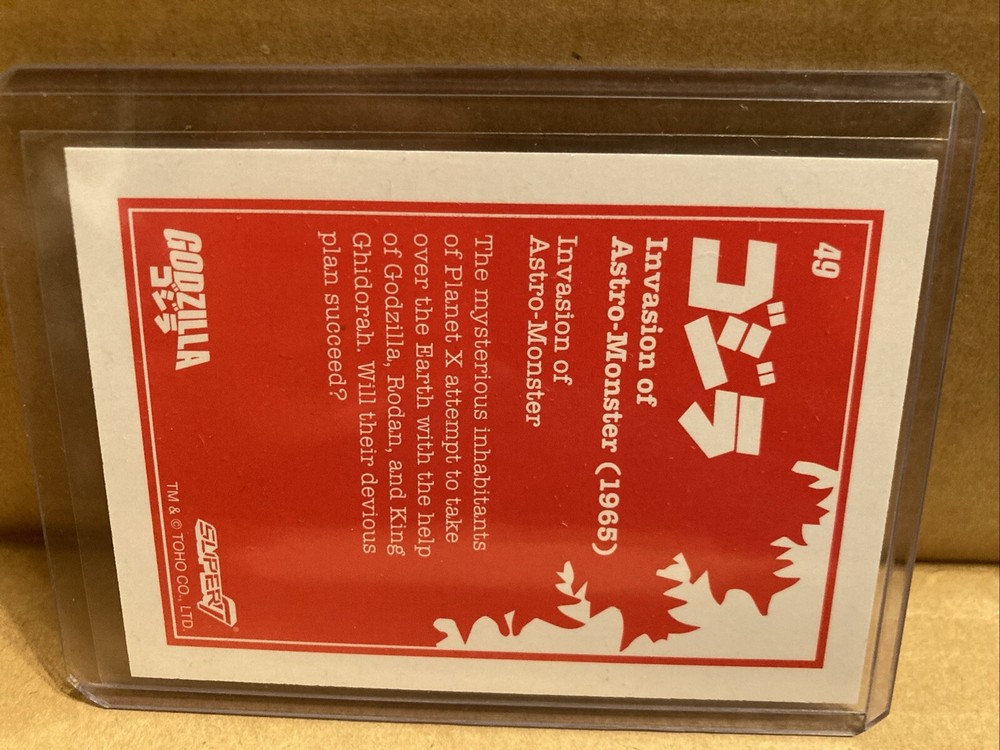 49
ゴジラ
Invasion of
Astro-Monster (1965)
Invasion of
Astro-Monster
The mysterious inhabitants
of Planet X attempt to take
over the Earth with the help
of Godzilla, Rodan, and King
Ghidorah. Will their devious
plan succeed?
GODZILLA
ゴジラ
SUPER7®
TM & © TOHO CO., LTD.